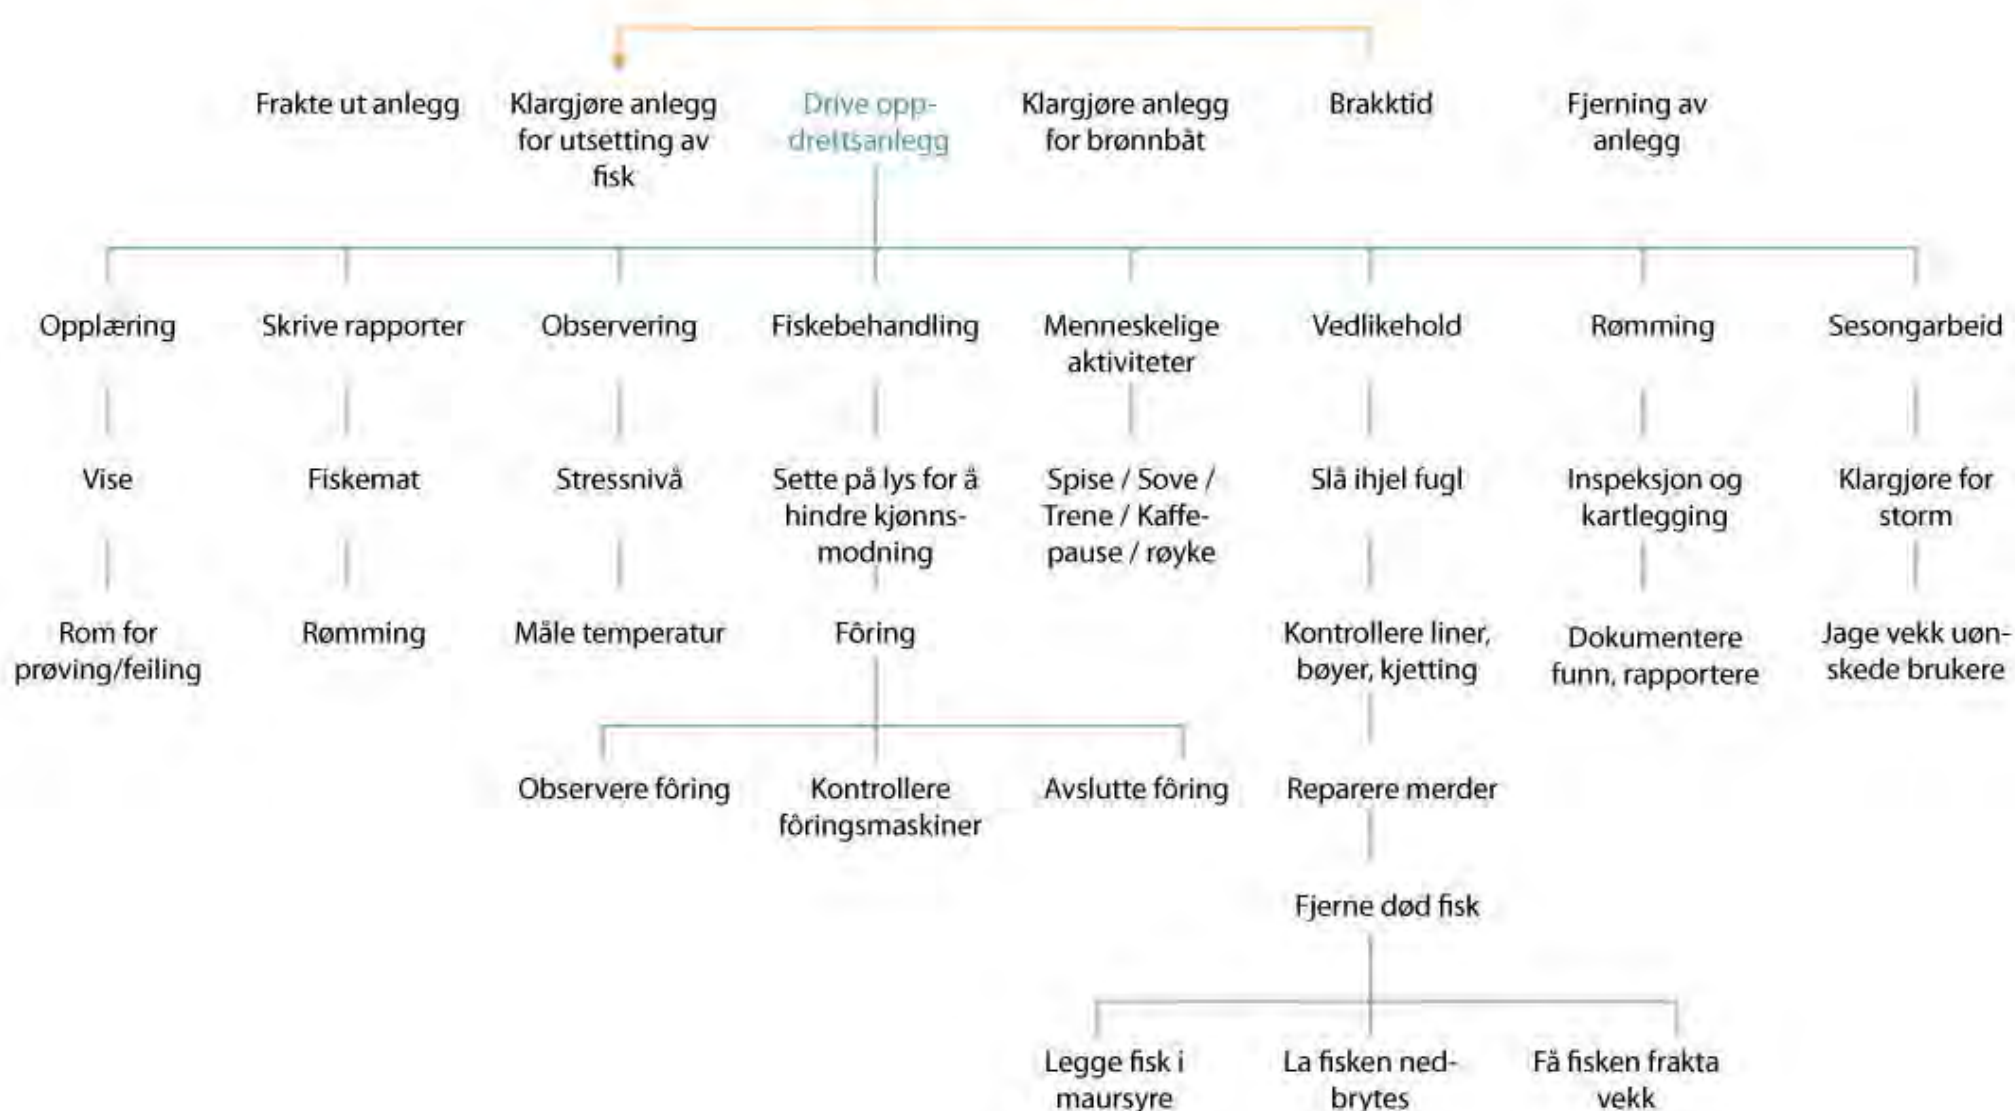 Frakte ut anlegg
Klargjøre anlegg
for utsetting av
fisk
Drive opp-
drettsanlegg
Klargjøre anlegg
for brønnbåt
Brakktid
Fjerning av
anlegg
Opplæring
Skrive rapporter
Observering
Fiskebehandling
Menneskelige
aktiviteter
Vedlikehold
Rømming
Sesongarbeid
Vise
Fiskemat
Stressnivå
Sette på lys for å
hindre kjønns-
modning
Spise / Sove /
Trene / Kaffe-
pause / røyke
Slå ihjel fugl
Inspeksjon og
kartlegging
Klargjøre for
storm
Rom for
prøving/feiling
Rømming
Måle temperatur
Fôring
Kontrollere liner,
bøyer, kjetting
Dokumentere
funn, rapportere
Jage vekk uøn-
skede brukere
Observere fôring
Kontrollere
fôringsmaskiner
Avslutte fôring
Reparere merder
Fjerne død fisk
Legge fisk i
maursyre
La fisken ned-
brytes
Få fisken frakta
vekk